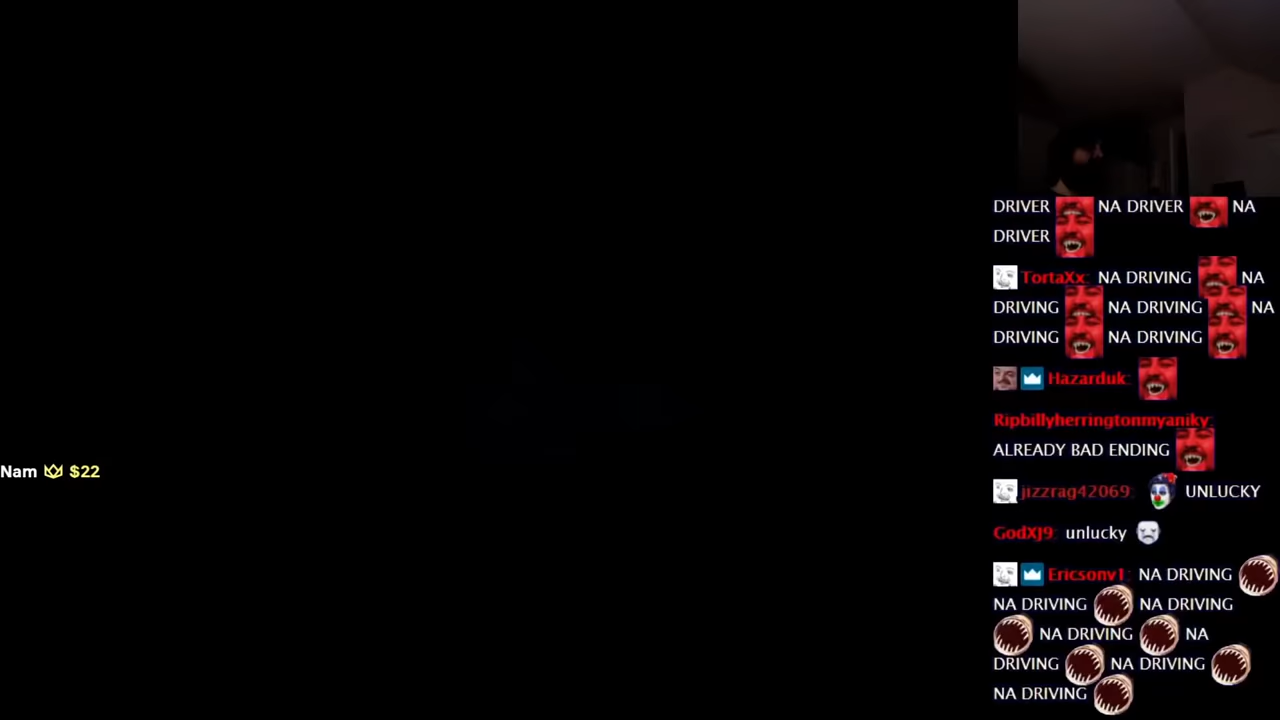 DRIVER NA DRIVER NA
DRIVER
TortaXx: NA DRIVING NA
DRIVING NA DRIVING NA
DRIVING NA DRIVING
Hazarduk:
Ripbillyherringtonmyaniky:
ALREADY BAD ENDING
Nam $22
jizzrag42069: UNLUCKY
GodXJ9: unlucky
Ericsonv1: NA DRIVING
NA DRIVING NA DRIVING
NA DRIVING NA
DRIVING NA DRIVING
NA DRIVING